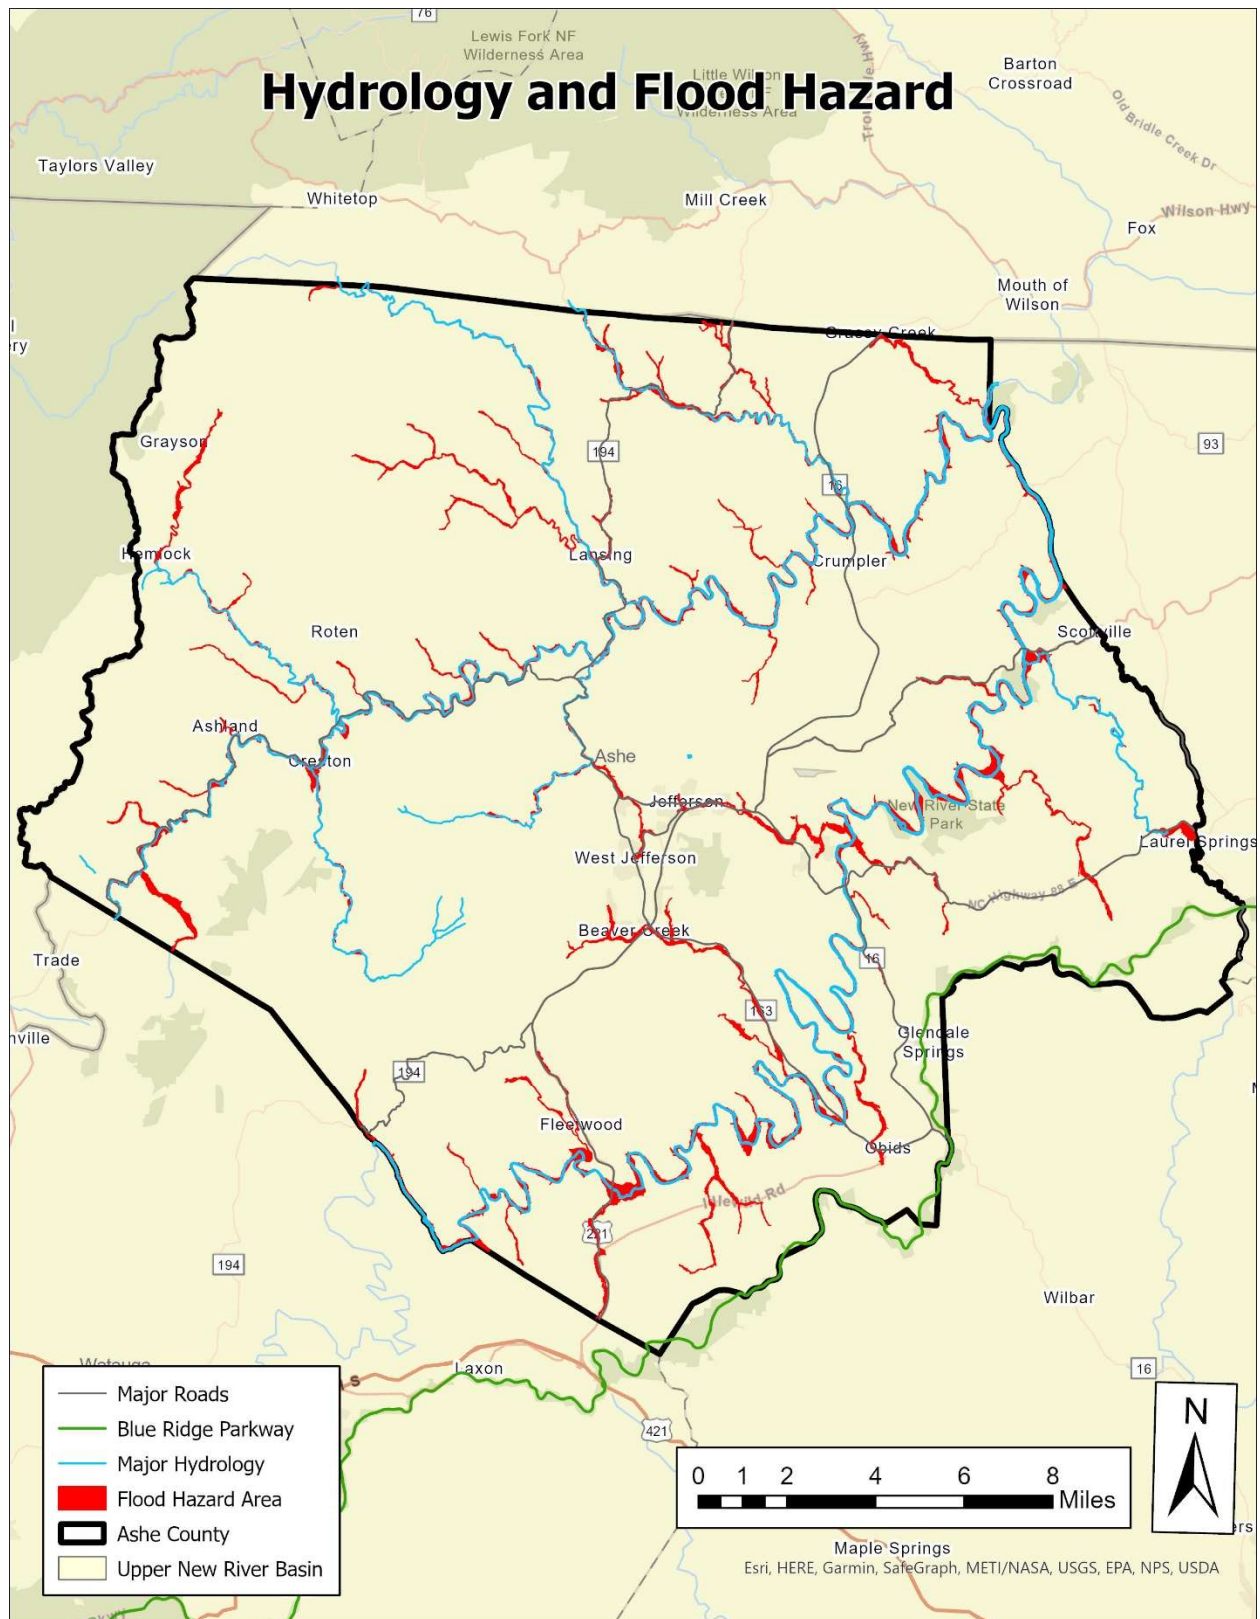 76
Lewis Fork NF
Wilderness Area
Barton
Crossroad
Hydrology and Flood Hazard
Wilderness Area
Old Bridle Creek Dr
Taylors Valley
Whitetop
Mill Creek
Wilson Hwy
Fox
Mouth of
Wilson
Grassy Creek
Grayson
194
93
16
Hemlock
Lansing
Crumpler
Roten
Scottville
Ashland
Creston
Ashe
Jefferson
New River State
Park
West Jefferson
Laurel Springs
NC Highway 88 E
Beaver Creek
Trade
16
163
Glendale
Springs
194
Fleetwood
Obids
Idlewild Rd
221
194
Wilbar
Laxon
16
421
Major Roads
Blue Ridge Parkway
Major Hydrology
Flood Hazard Area
Ashe County
Upper New River Basin
N
0 1 2 4 6 8
Miles
Maple Springs
Esri, HERE, Garmin, SafeGraph, METI/NASA, USGS, EPA, NPS, USDA